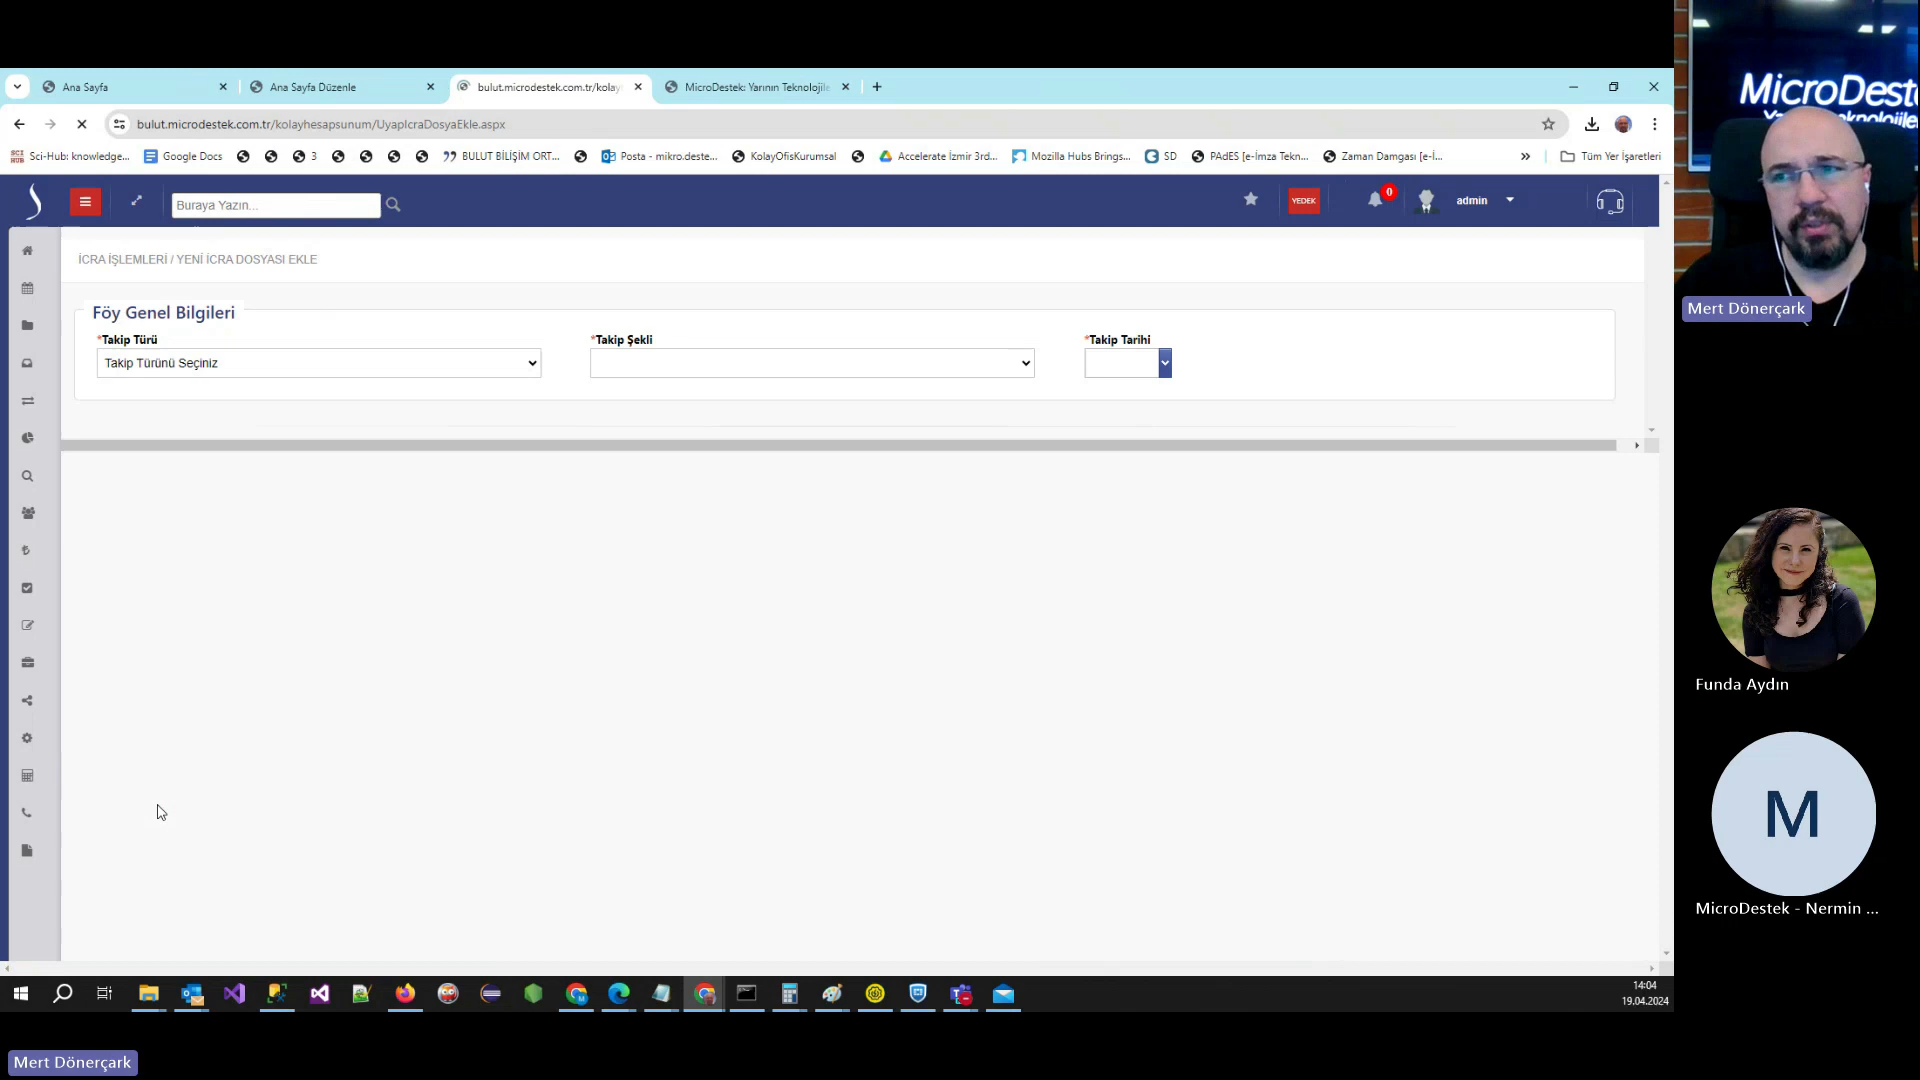 Ana Sayfa
Ana Sayfa Düzenle
bulut.microdestek.com.tr/kolay
MicroDestek: Yarının Teknolojile
bulut.microdestek.com.tr/kolayhesapsunum/UyapIcraDosyaEkle.aspx
SCI HUB Sci-Hub: knowledge...
Google Docs
3
BULUT BİLİŞİM ORT...
Posta - mikro.deste...
KolayOfisKurumsal
Accelerate İzmir 3rd...
Mozilla Hubs Brings...
SD
PAdES [e-İmza Tekn...
Zaman Damgası [e-İ...
Tüm Yer İşaretleri
Buraya Yazın...
YEDEK
0
admin
İCRA İŞLEMLERİ / YENİ İCRA DOSYASI EKLE
Föy Genel Bilgileri
*Takip Türü
*Takip Şekli
*Takip Tarihi
Takip Türünü Seçiniz
14:04
19.04.2024
Mert Dönerçark
MicroDeste
Mert Dönerçark
Funda Aydın
M
MicroDestek - Nermin ...